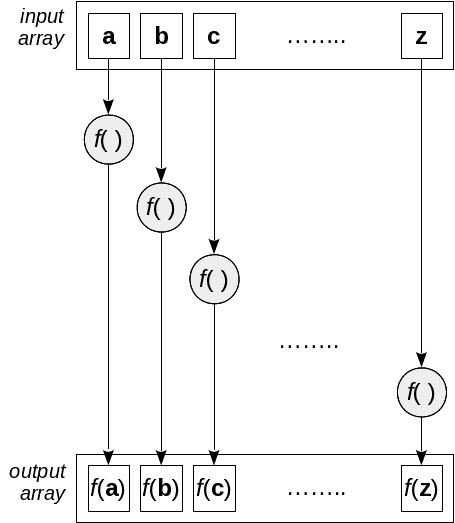 input
array
a b c ........ z
f( )
f( )
f( )
........
f( )
output
array
f(a) f(b) f(c) ........ f(z)